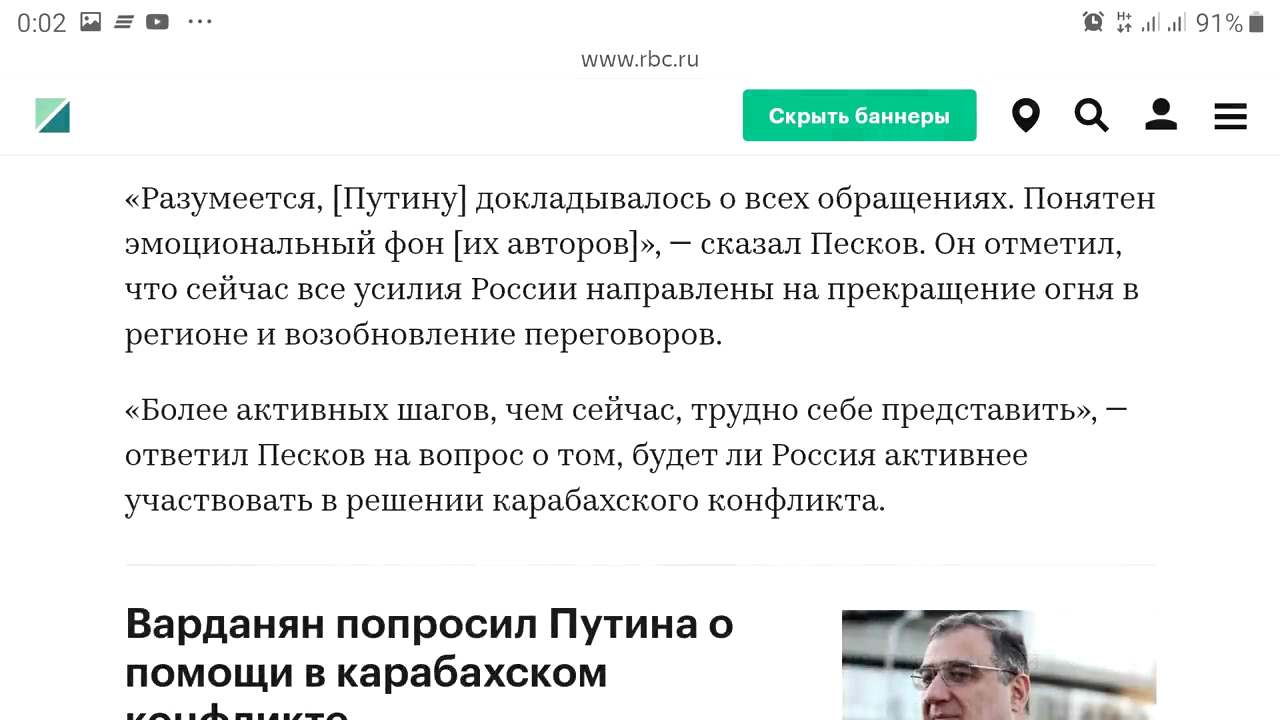 0:02
H+
91%
www.rbc.ru
Скрыть баннеры
«Разумеется, [Путину] докладывалось о всех обращениях. Понятен
эмоциональный фон [их авторов]», — сказал Песков. Он отметил,
что сейчас все усилия России направлены на прекращение огня в
регионе и возобновление переговоров.
«Более активных шагов, чем сейчас, трудно себе представить», —
ответил Песков на вопрос о том, будет ли Россия активнее
участвовать в решении карабахского конфликта.
Варданян попросил Путина о
помощи в карабахском
конфликте